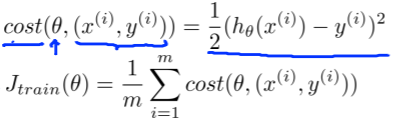 cost(θ, (x^{(i)}, y^{(i)})) = \frac{1}{2}(h_θ(x^{(i)}) − y^{(i)})^2
J_{train}(θ) = \frac{1}{m} \sum_{i=1}^{m} cost(θ, (x^{(i)}, y^{(i)}))